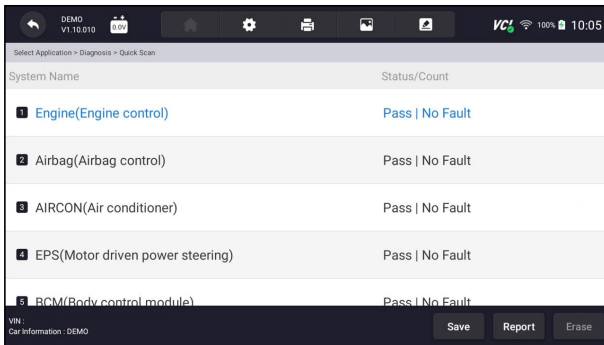 DEMO
V1.10.010
0.0V
VCI
100%
10:05
Select Application > Diagnosis > Quick Scan
System Name Status/Count
1 Engine(Engine control) Pass | No Fault
2 Airbag(Airbag control) Pass | No Fault
3 AIRCON(Air conditioner) Pass | No Fault
4 EPS(Motor driven power steering) Pass | No Fault
5 BCM(Body control module) Pass | No Fault
VIN :
Car Information : DEMO
Save Report Erase